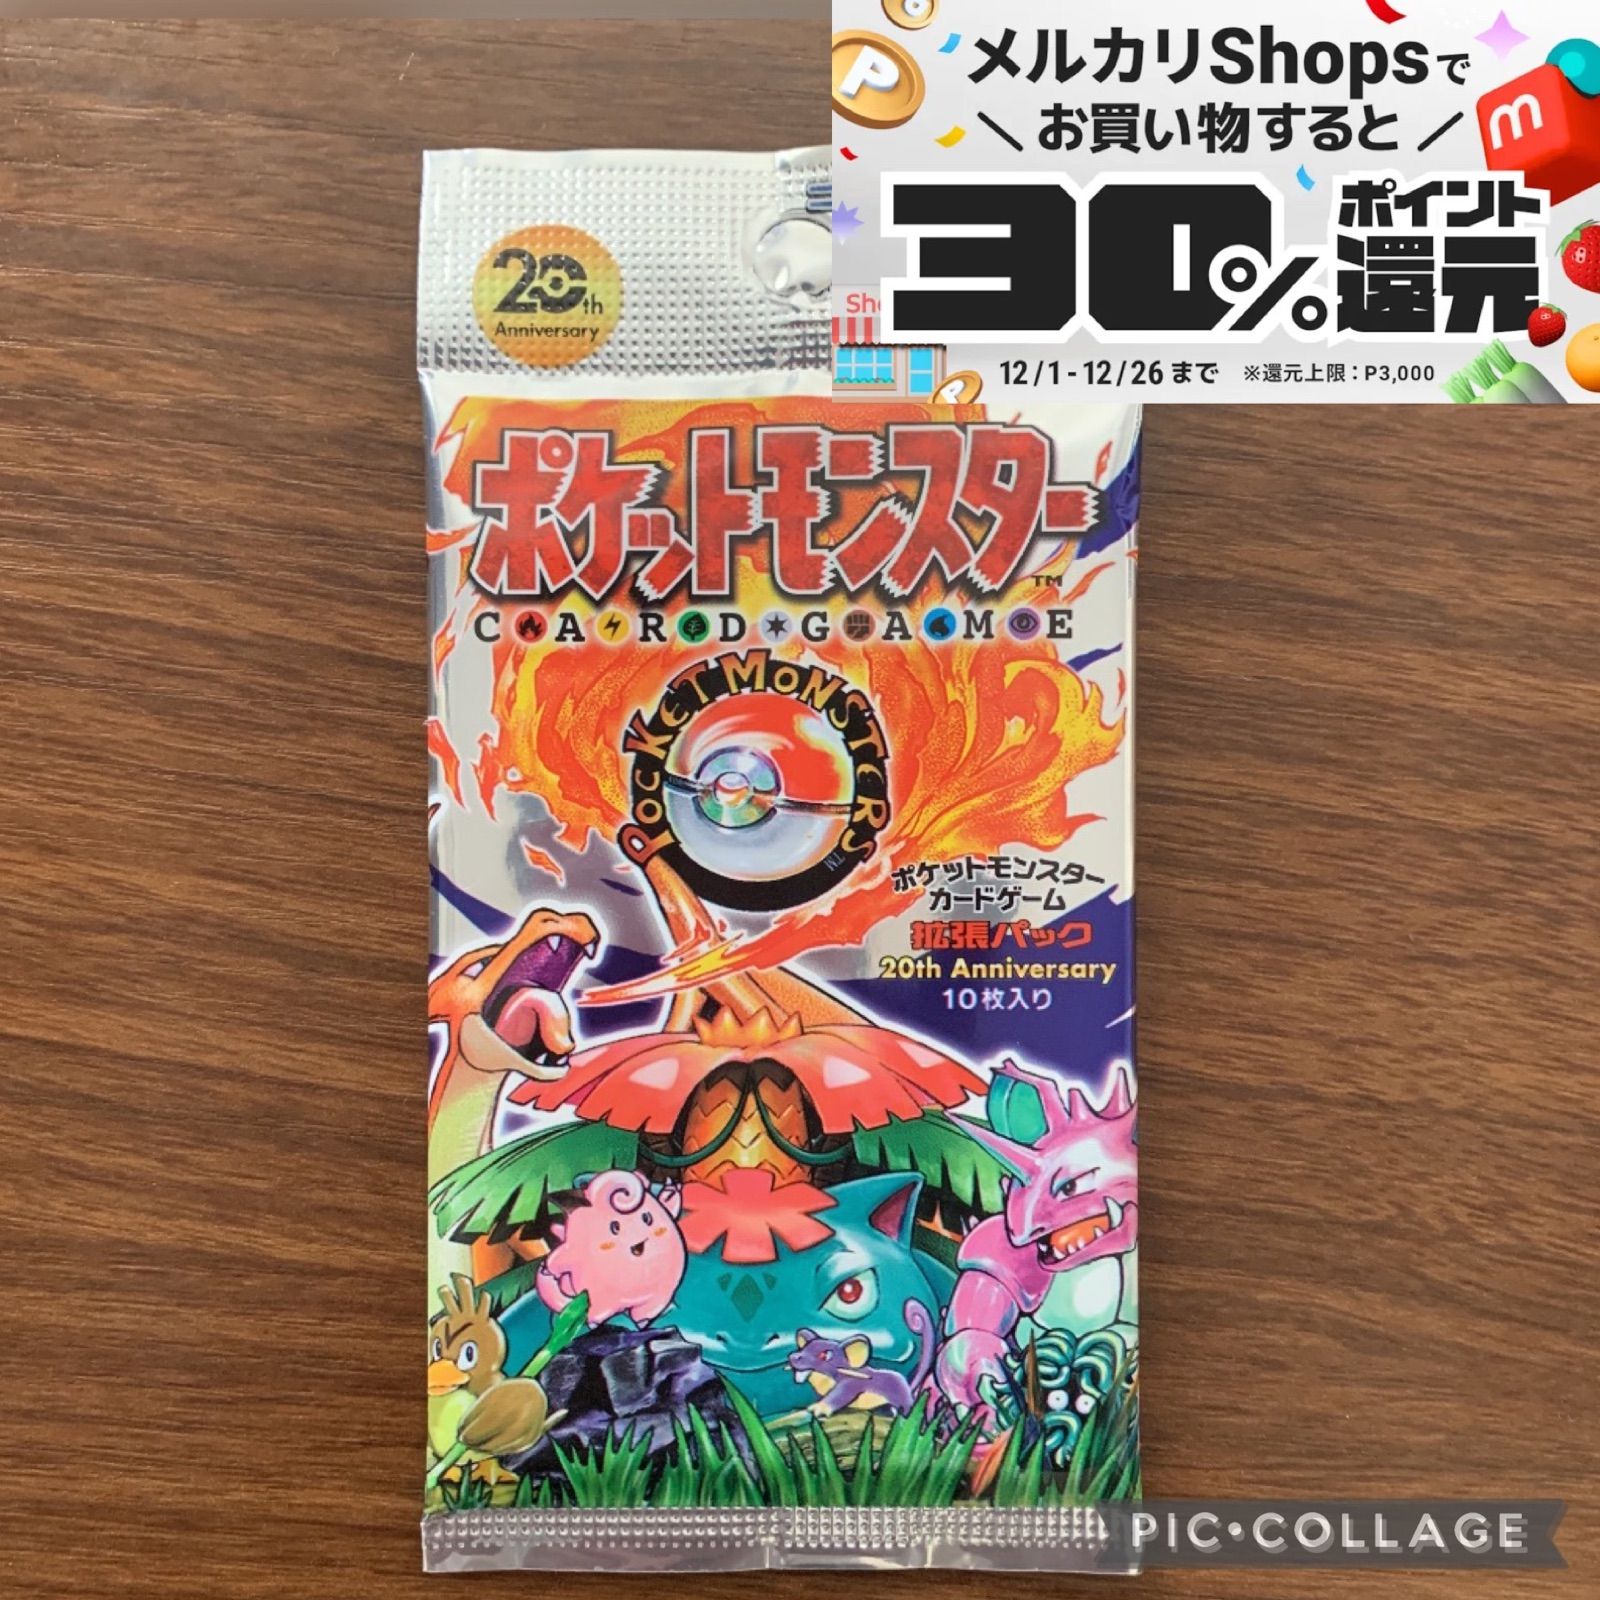 メルカリShopsで
＼ お買い物すると ／
30%ポイント還元
12/1 - 12/26 まで ※還元上限：P3,000
20th
Anniversary
ポケットモンスター
TM
CARD GAME
POCKET MONSTERS
TM
ポケットモンスター
カードゲーム
拡張パック
20th Anniversary
10枚入り
PIC•COLLAGE